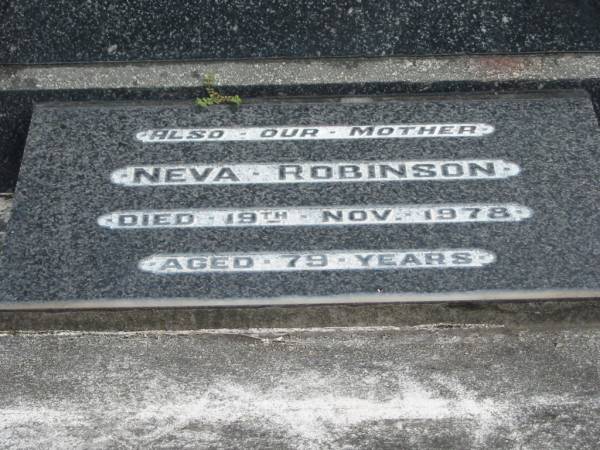 ALSO · OUR · MOTHER
NEVA · ROBINSON
DIED · 19TH · NOV. · 1978
AGED · 79 · YEARS